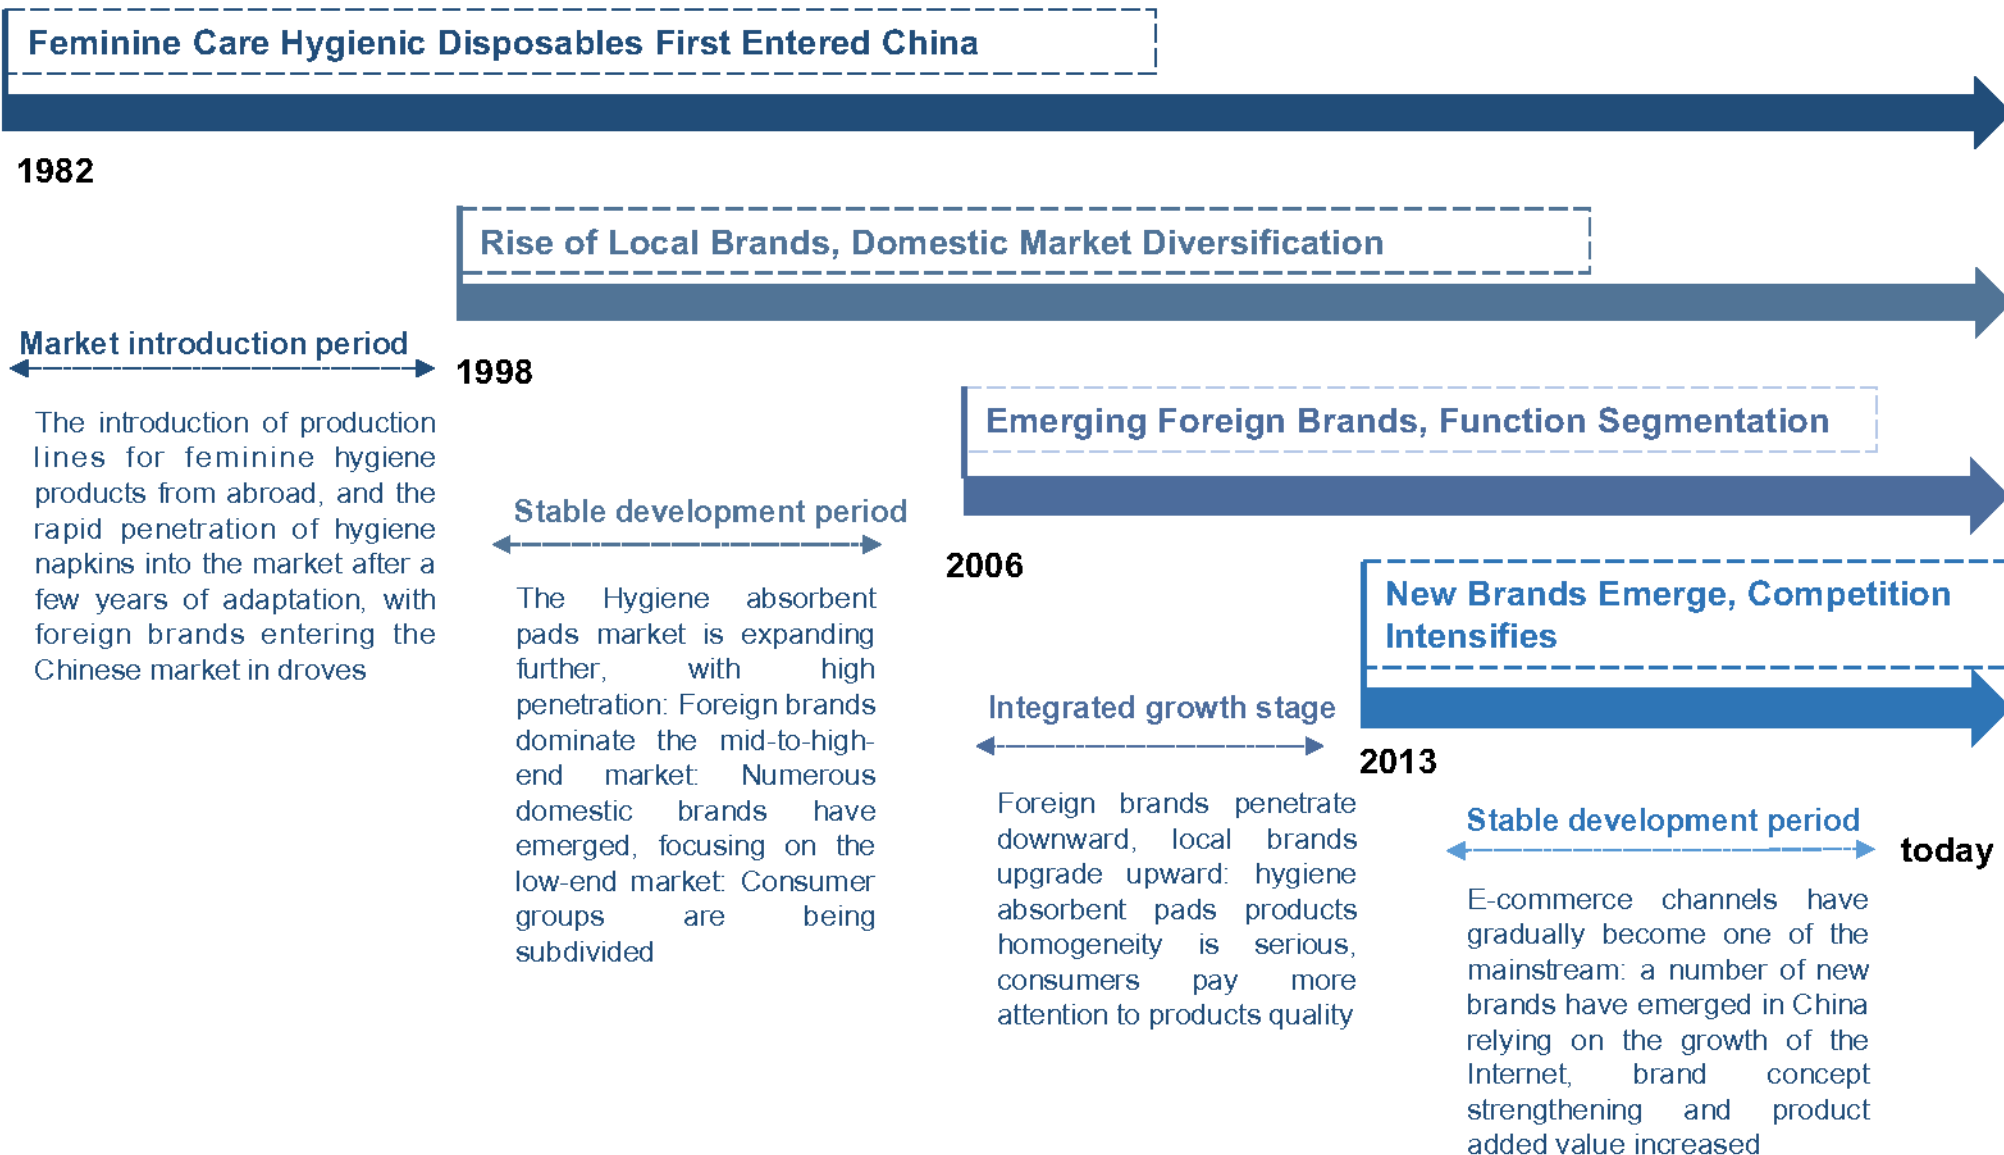 Feminine Care Hygienic Disposables First Entered China
1982
Rise of Local Brands, Domestic Market Diversification
Market introduction period
1998
The introduction of production
lines for feminine hygiene
products from abroad, and the
rapid penetration of hygiene
napkins into the market after a
few years of adaptation, with
foreign brands entering the
Chinese market in droves
Emerging Foreign Brands, Function Segmentation
Stable development period
2006
The Hygiene absorbent
pads market is expanding
further, with high
penetration: Foreign brands
dominate the mid-to-high-
end market: Numerous
domestic brands have
emerged, focusing on the
low-end market: Consumer
groups are being
subdivided
New Brands Emerge, Competition
Intensifies
Integrated growth stage
2013
Foreign brands penetrate
downward, local brands
upgrade upward: hygiene
absorbent pads products
homogeneity is serious,
consumers pay more
attention to products quality
Stable development period
today
E-commerce channels have
gradually become one of the
mainstream: a number of new
brands have emerged in China
relying on the growth of the
Internet, brand concept
strengthening and product
added value increased